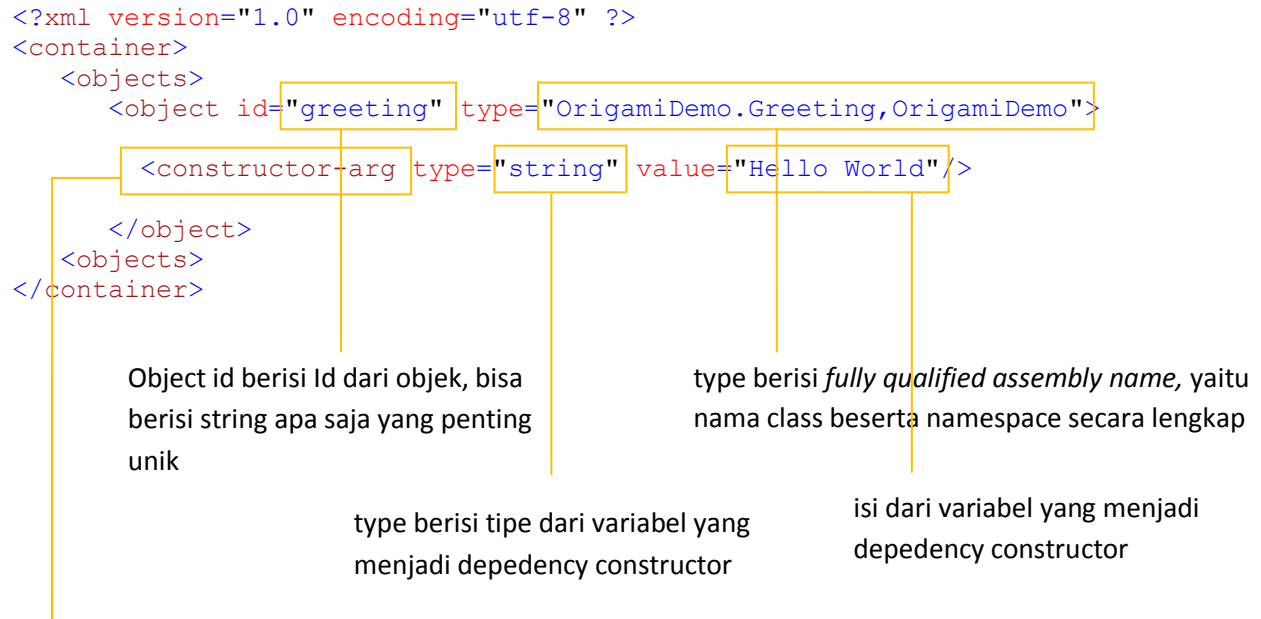 <?xml version="1.0" encoding="utf-8" ?>
<container>
<objects>
<object id="greeting" type="OrigamiDemo.Greeting,OrigamiDemo">
<constructor-arg type="string" value="Hello World"/>
</object>
<objects>
</container>
Object id berisi Id dari objek, bisa
berisi string apa saja yang penting
unik
type berisi fully qualified assembly name, yaitu
nama class beserta namespace secara lengkap
type berisi tipe dari variabel yang
menjadi depedency constructor
isi dari variabel yang menjadi
depedency constructor